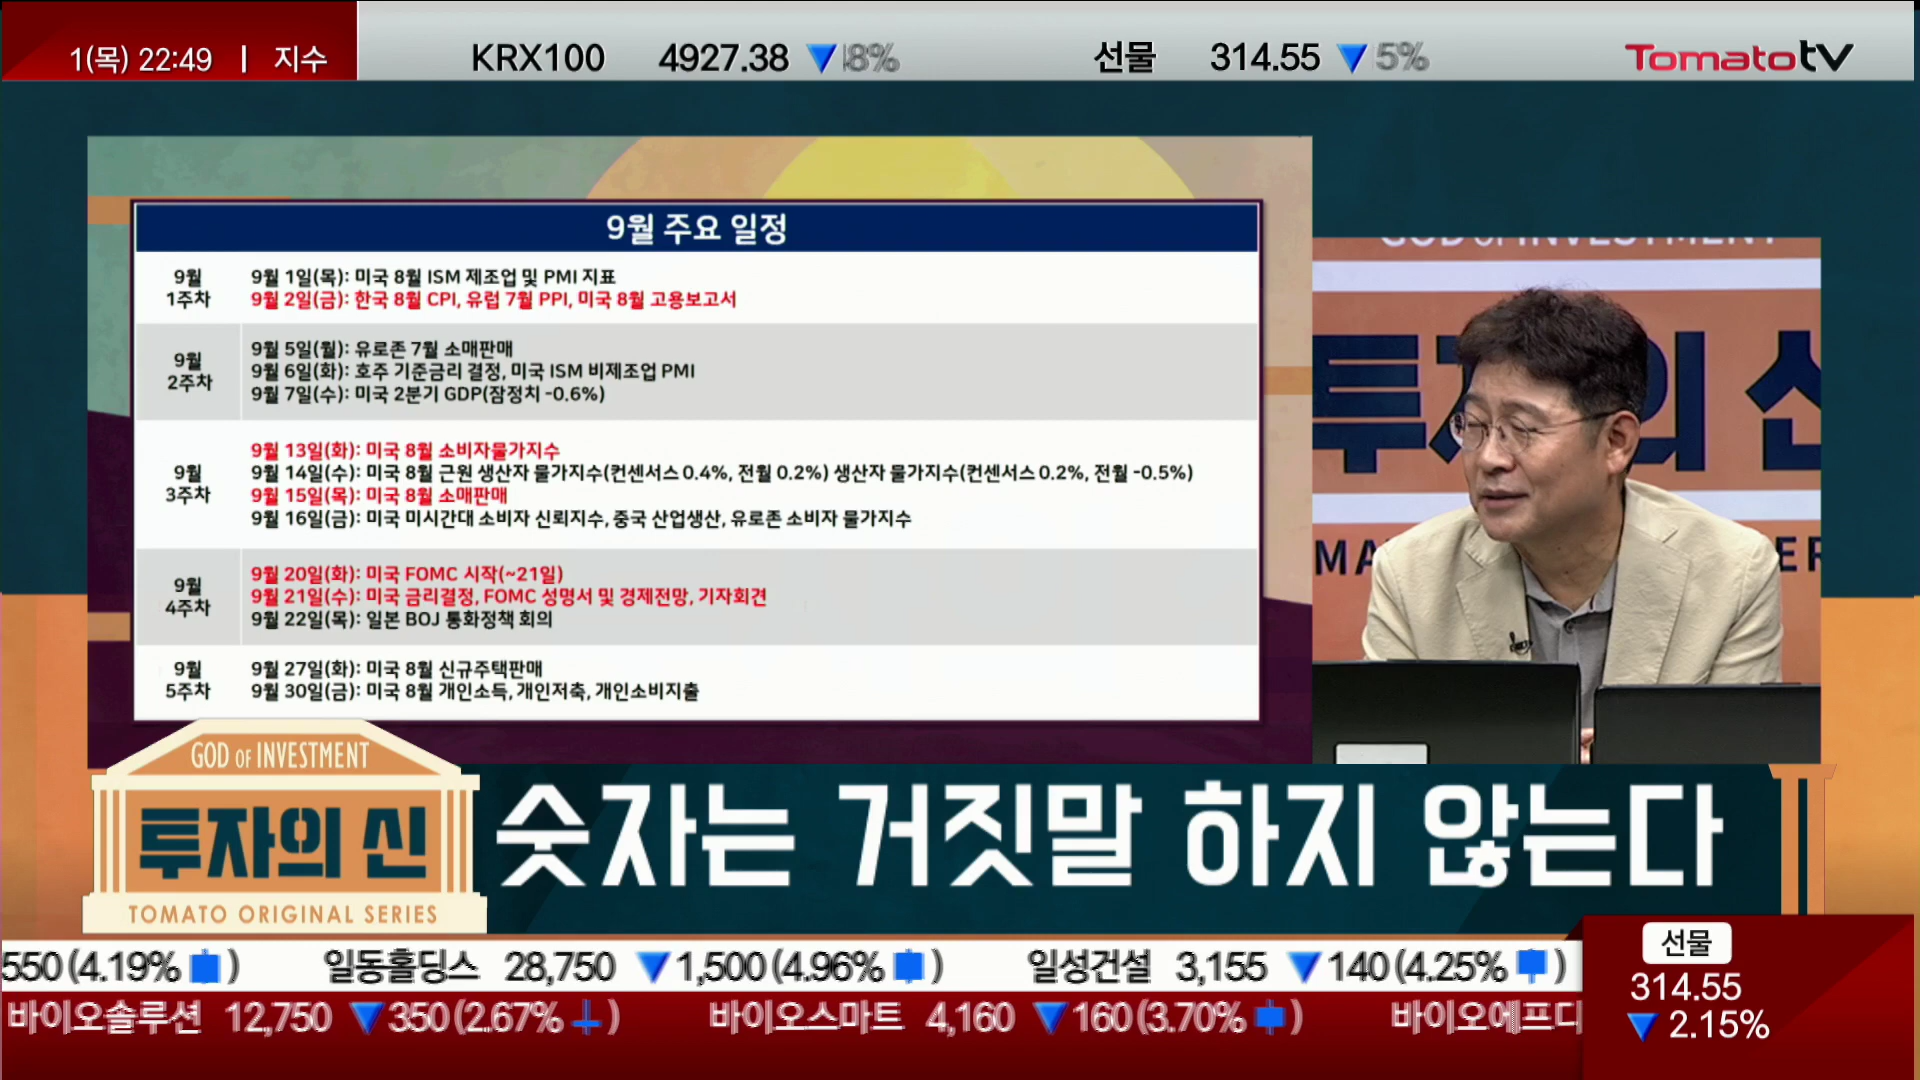 1(목) 22:49 | 지수
KRX100 4927.38 ▼
선물 314.55 ▼ 5%
Tomato tv
9월 주요 일정
9월 1주차
9월 1일(목): 미국 8월 ISM 제조업 및 PMI 지표
9월 2일(금): 한국 8월 CPI, 유럽 7월 PPI, 미국 8월 고용보고서
9월 2주차
9월 5일(월): 유로존 7월 소매판매
9월 6일(화): 호주 기준금리 결정, 미국 ISM 비제조업 PMI
9월 7일(수): 미국 2분기 GDP(잠정치 -0.6%)
9월 3주차
9월 13일(화): 미국 8월 소비자물가지수
9월 14일(수): 미국 8월 근원 생산자 물가지수(컨센서스 0.4%, 전월 0.2%) 생산자 물가지수(컨센서스 0.2%, 전월 -0.5%)
9월 15일(목): 미국 8월 소매판매
9월 16일(금): 미국 미시간대 소비자 신뢰지수, 중국 산업생산, 유로존 소비자 물가지수
9월 4주차
9월 20일(화): 미국 FOMC 시작(~21일)
9월 21일(수): 미국 금리결정, FOMC 성명서 및 경제전망, 기자회견
9월 22일(목): 일본 BOJ 통화정책 회의
9월 5주차
9월 27일(화): 미국 8월 신규주택판매
9월 30일(금): 미국 8월 개인소득, 개인저축, 개인소비지출
GOD OF INVESTMENT
투자의 신
MA ER
GOD OF INVESTMENT
투자의 신
TOMATO ORIGINAL SERIES
숫자는 거짓말 하지 않는다
550(4.19% ) 일동홀딩스 28,750 ▼1,500(4.96% ) 일성건설 3,155 ▼140(4.25% )
바이오솔루션 12,750 ▼350(2.67% ) 바이오스마트 4,160 ▼160(3.70% ) 바이오에프디
선물
314.55
▼ 2.15%